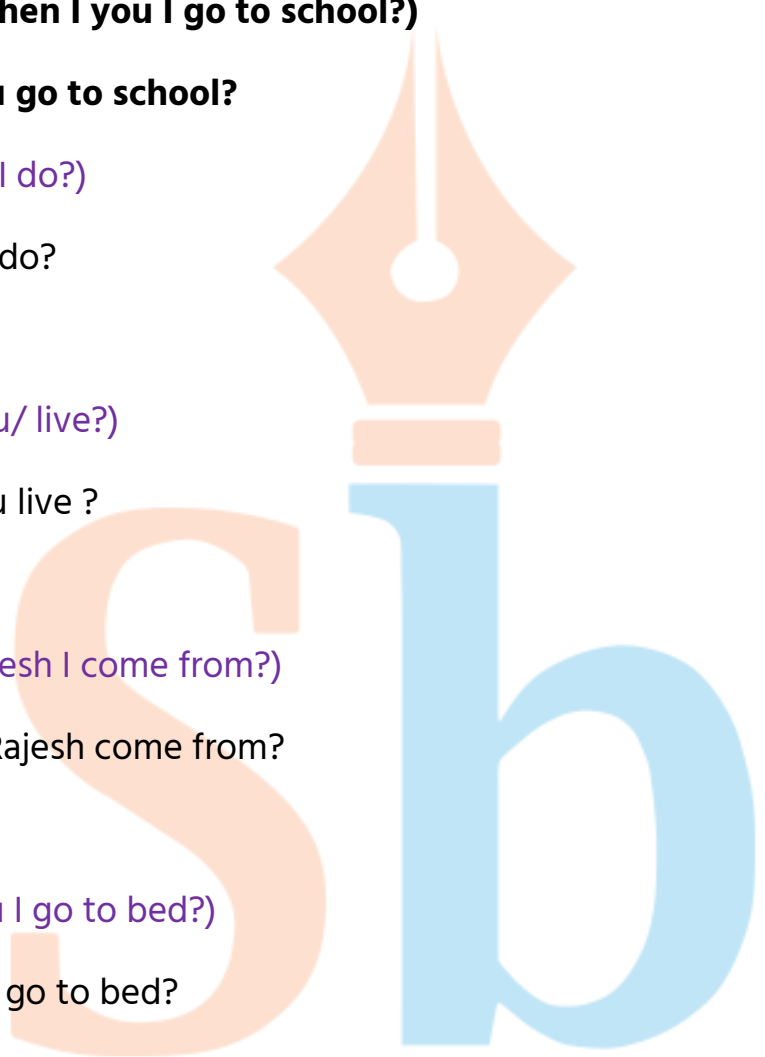 hen I you I go to school?)
go to school?
I do?)
do?
/ live?)
live ?
esh I come from?)
Rajesh come from?
I go to bed?)
go to bed?
Sb